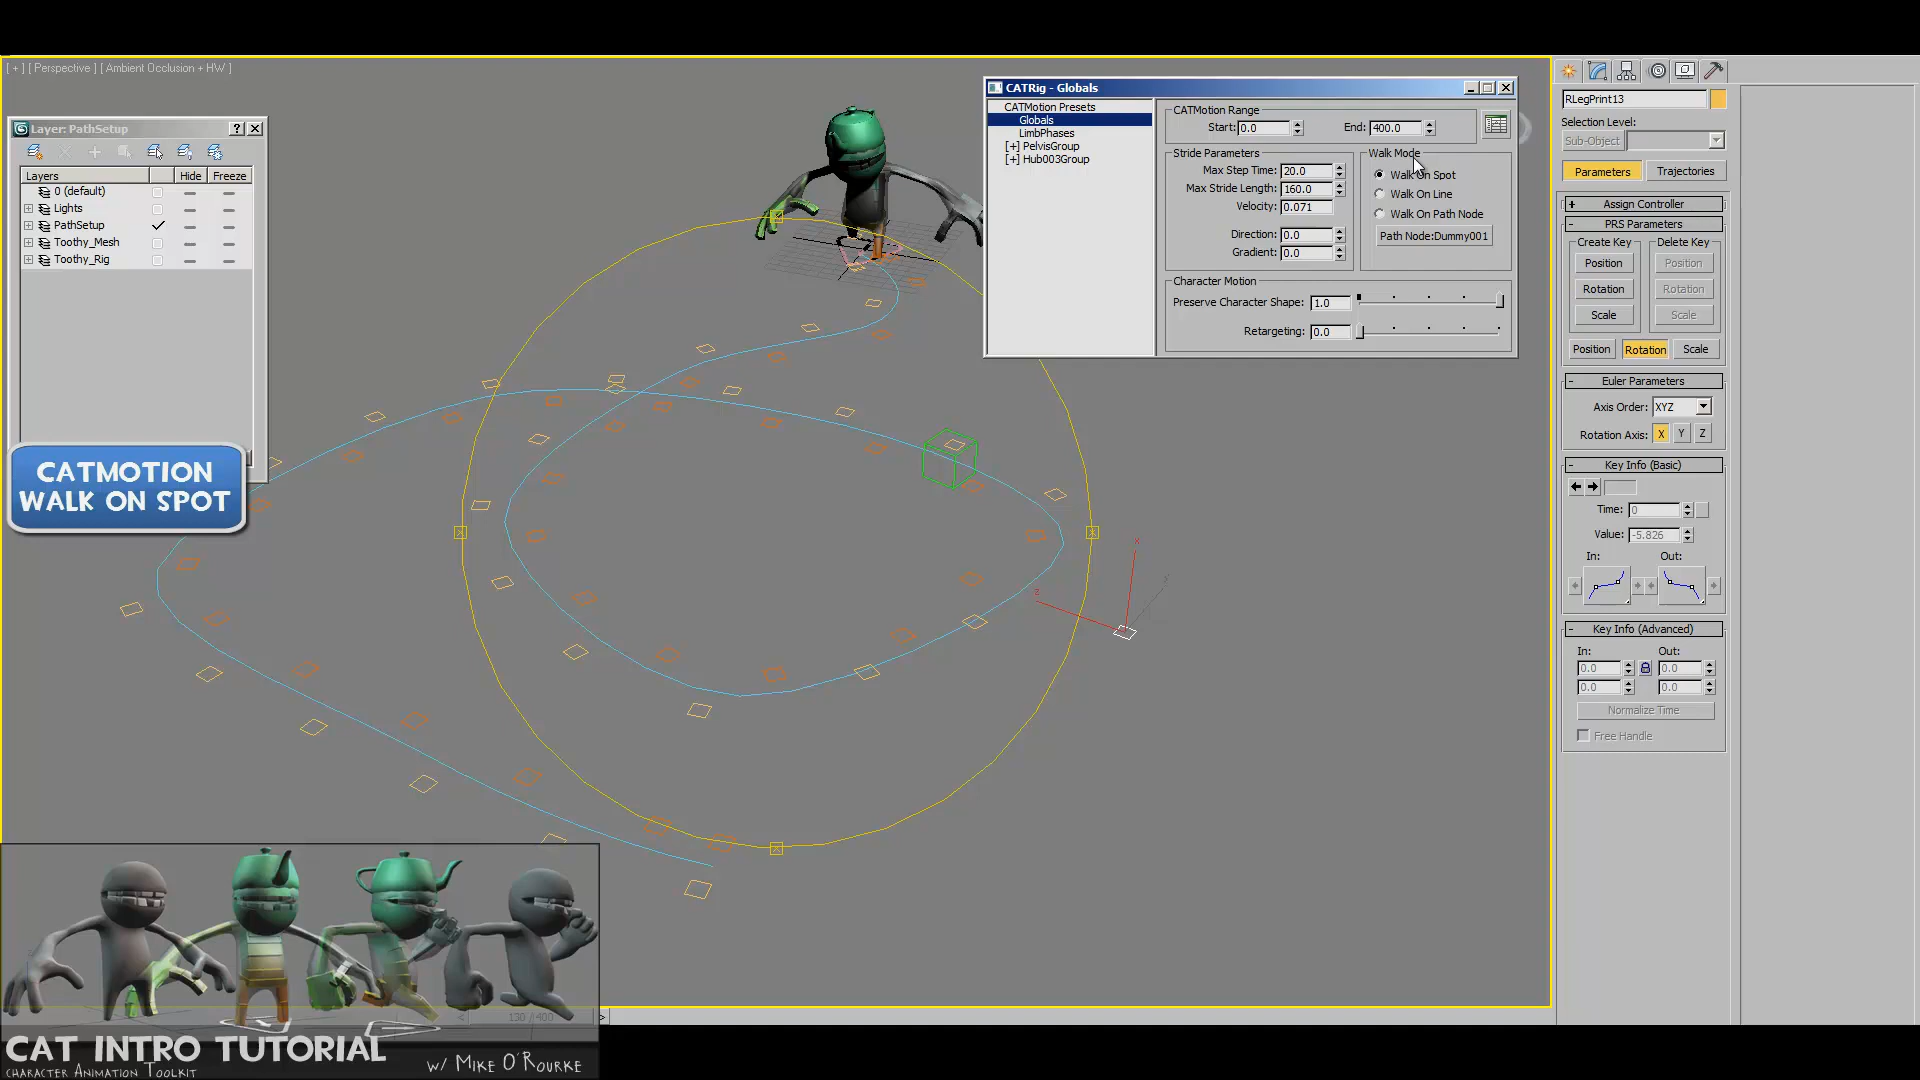 [ + ] [ Perspective ] [ Ambient Occlusion + HW ]
Layer: PathSetup
?
Layers
Hide
Freeze
0 (default)
Lights
PathSetup
Toothy_Mesh
Toothy_Rig
CATMOTION
WALK ON SPOT
CATRig - Globals
CATMotion Presets
Globals
LimbPhases
[+] PelvisGroup
[+] Hub003Group
CATMotion Range
Start: 0.0
End: 400.0
Stride Parameters
Max Step Time: 20.0
Max Stride Length: 160.0
Velocity: 0.071
Direction: 0.0
Gradient: 0.0
Walk Mode
Walk On Spot
Walk On Line
Walk On Path Node
Path Node:Dummy001
Character Motion
Preserve Character Shape: 1.0
Retargeting: 0.0
x
y
z
RLegPrint13
Selection Level:
Sub-Object
Parameters
Trajectories
+ Assign Controller
- PRS Parameters
Create Key
Delete Key
Position
Position
Rotation
Rotation
Scale
Scale
Position
Rotation
Scale
- Euler Parameters
Axis Order: XYZ
Rotation Axis: X Y Z
- Key Info (Basic)
Time: 0
Value: -5.826
In:
Out:
- Key Info (Advanced)
In:
Out:
0.0
0.0
0.0
0.0
Normalize Time
Free Handle
130 / 400
CAT INTRO TUTORIAL
CHARACTER ANIMATION TOOLKIT
W/ MIKE O'ROURKE